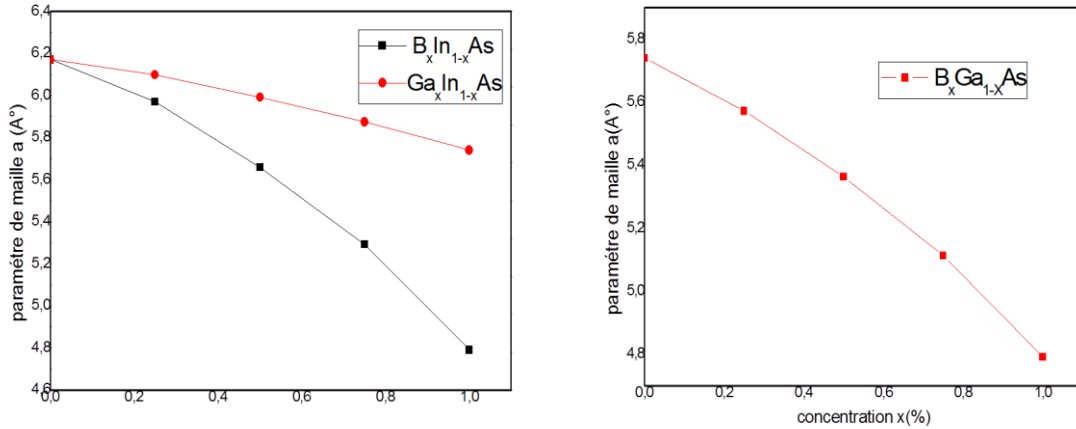 paramétre de maille a (A°)
6,4
6,2
6,0
5,8
5,6
5,4
5,2
5,0
4,8
4,6
0,0 0,2 0,4 0,6 0,8 1,0
BxIn1-xAs
GaxIn1-xAs
paramétre de maille a(A°)
5,8
5,6
5,4
5,2
5,0
4,8
0,0 0,2 0,4 0,6 0,8 1,0
concentration x(%)
BxGa1-XAs